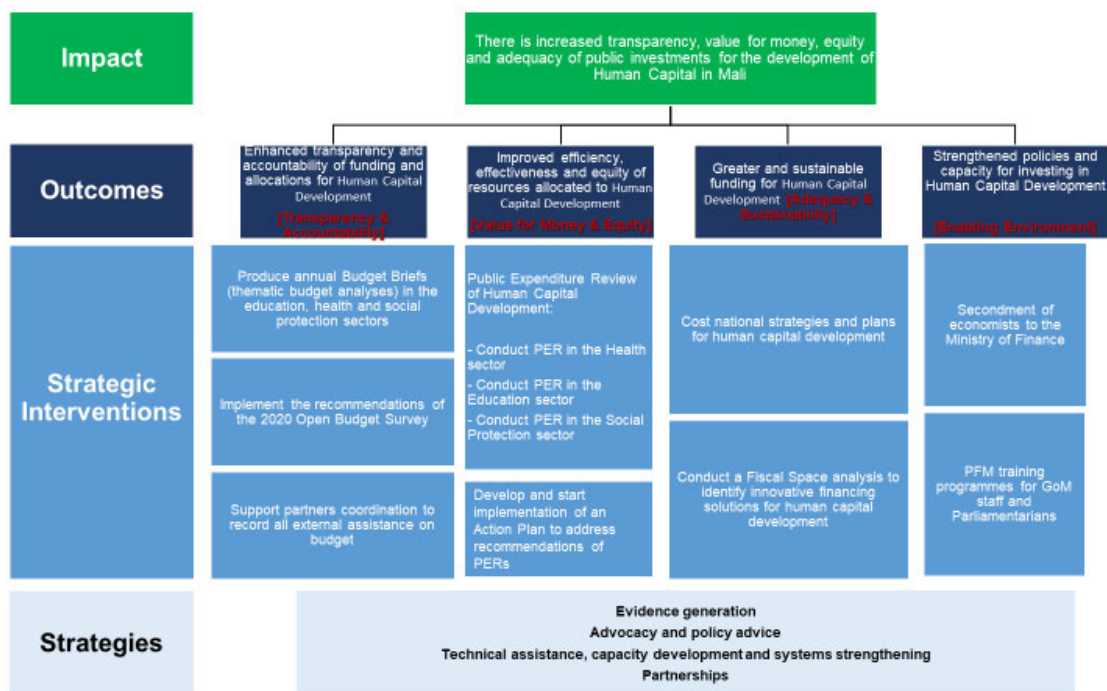 Impact
There is increased transparency, value for money, equity
and adequacy of public investments for the development of
Human Capital in Mali
Outcomes
Enhanced transparency and
accountability of funding and
allocations for Human Capital
Development
[Transparency &
Accountability]
Improved efficiency,
effectiveness and equity of
resources allocated to Human
Capital Development
[Value for Money & Equity]
Greater and sustainable
funding for Human Capital
Development [Adequacy &
Sustainability]
Strengthened policies and
capacity for investing in
Human Capital Development
[Enabling Environment]
Strategic
Interventions
Produce annual Budget Briefs
(thematic budget analyses) in the
education, health and social
protection sectors
Implement the recommendations of
the 2020 Open Budget Survey
Support partners coordination to
record all external assistance on
budget
Public Expenditure Review
of Human Capital
Development:
- Conduct PER in the Health
sector
- Conduct PER in the
Education sector
- Conduct PER in the Social
Protection sector
Develop and start
implementation of an
Action Plan to address
recommendations of
PERs
Cost national strategies and plans
for human capital development
Conduct a Fiscal Space analysis to
identify innovative financing
solutions for human capital
development
Secondment of
economists to the
Ministry of Finance
PFM training
programmes for GoM
staff and
Parliamentarians
Strategies
Evidence generation
Advocacy and policy advice
Technical assistance, capacity development and systems strengthening
Partnerships